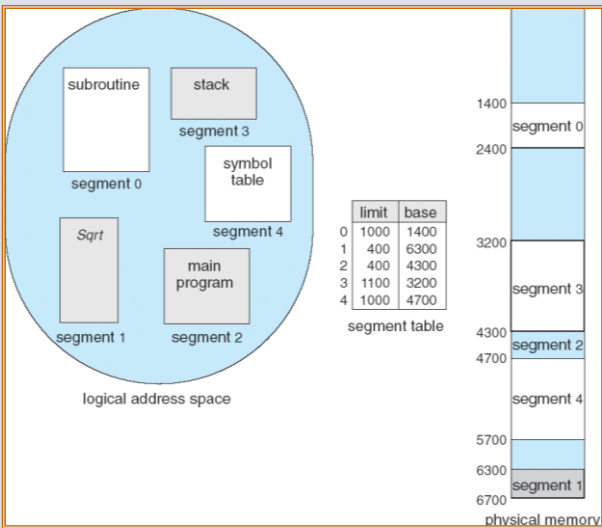 subroutine
segment 0
stack
segment 3
symbol
table
segment 4
Sqrt
segment 1
main
program
segment 2
logical address space
limit base
0 1000 1400
1 400 6300
2 400 4300
3 1100 3200
4 1000 4700
segment table
1400
segment 0
2400
3200
segment 3
4300
segment 2
4700
segment 4
5700
6300
segment 1
6700
physical memory